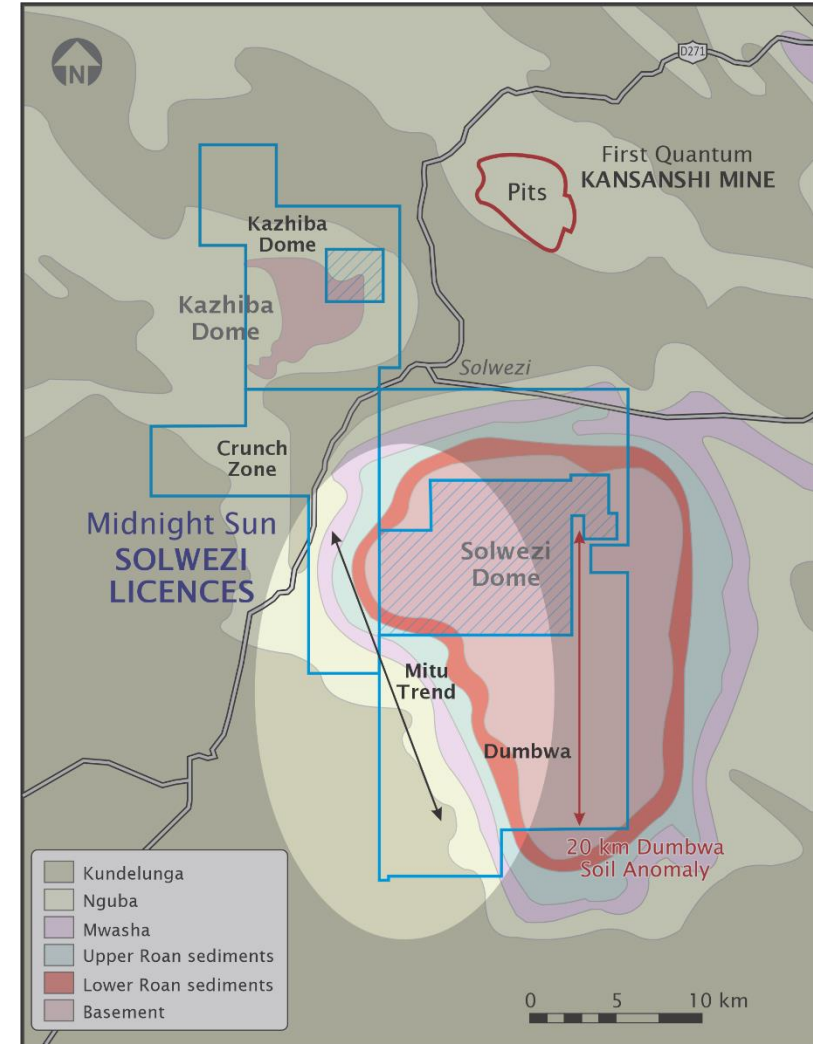 N
D271
First Quantum
KANSANSHI MINE
Pits
Kazhiba
Dome
Kazhiba
Dome
Solwezi
Crunch
Zone
Midnight Sun
SOLWEZI
LICENCES
Solwezi
Dome
Mitu
Trend
Dumbwa
20 km Dumbwa
Soil Anomaly
Kundelunga
Nguba
Mwasha
Upper Roan sediments
Lower Roan sediments
Basement
0 5 10 km